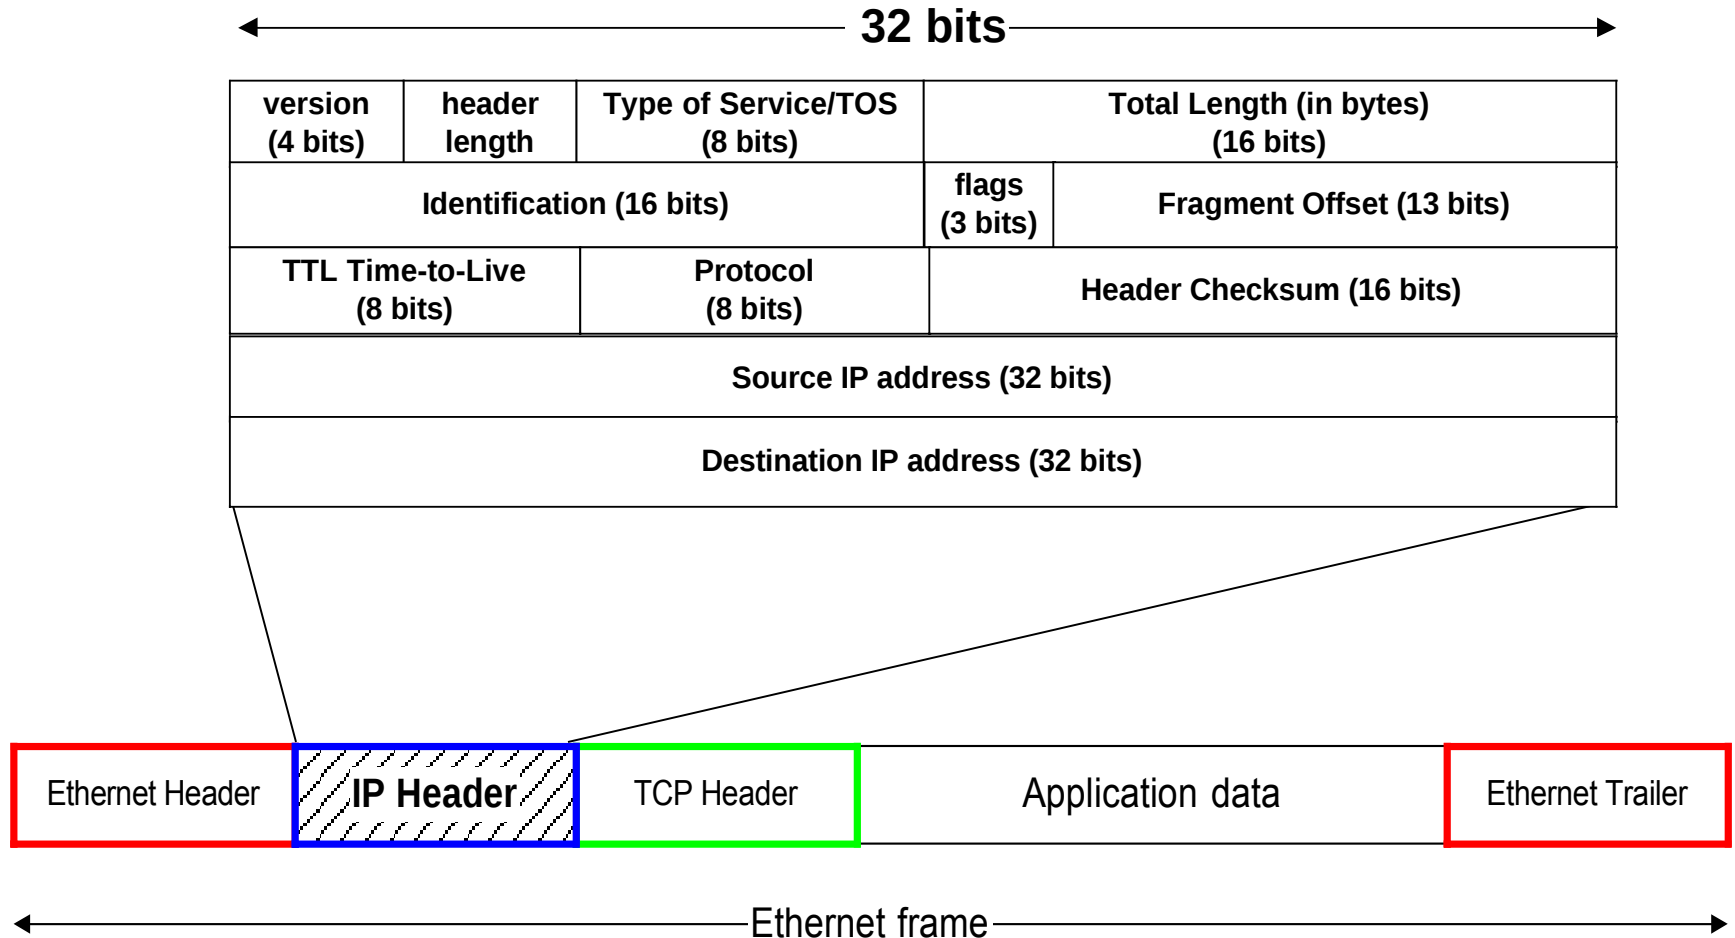 32 bits
version
(4 bits)
header
length
Type of Service/TOS
(8 bits)
Total Length (in bytes)
(16 bits)
Identification (16 bits)
flags
(3 bits)
Fragment Offset (13 bits)
TTL Time-to-Live
(8 bits)
Protocol
(8 bits)
Header Checksum (16 bits)
Source IP address (32 bits)
Destination IP address (32 bits)
Ethernet Header
IP Header
TCP Header
Application data
Ethernet Trailer
Ethernet frame